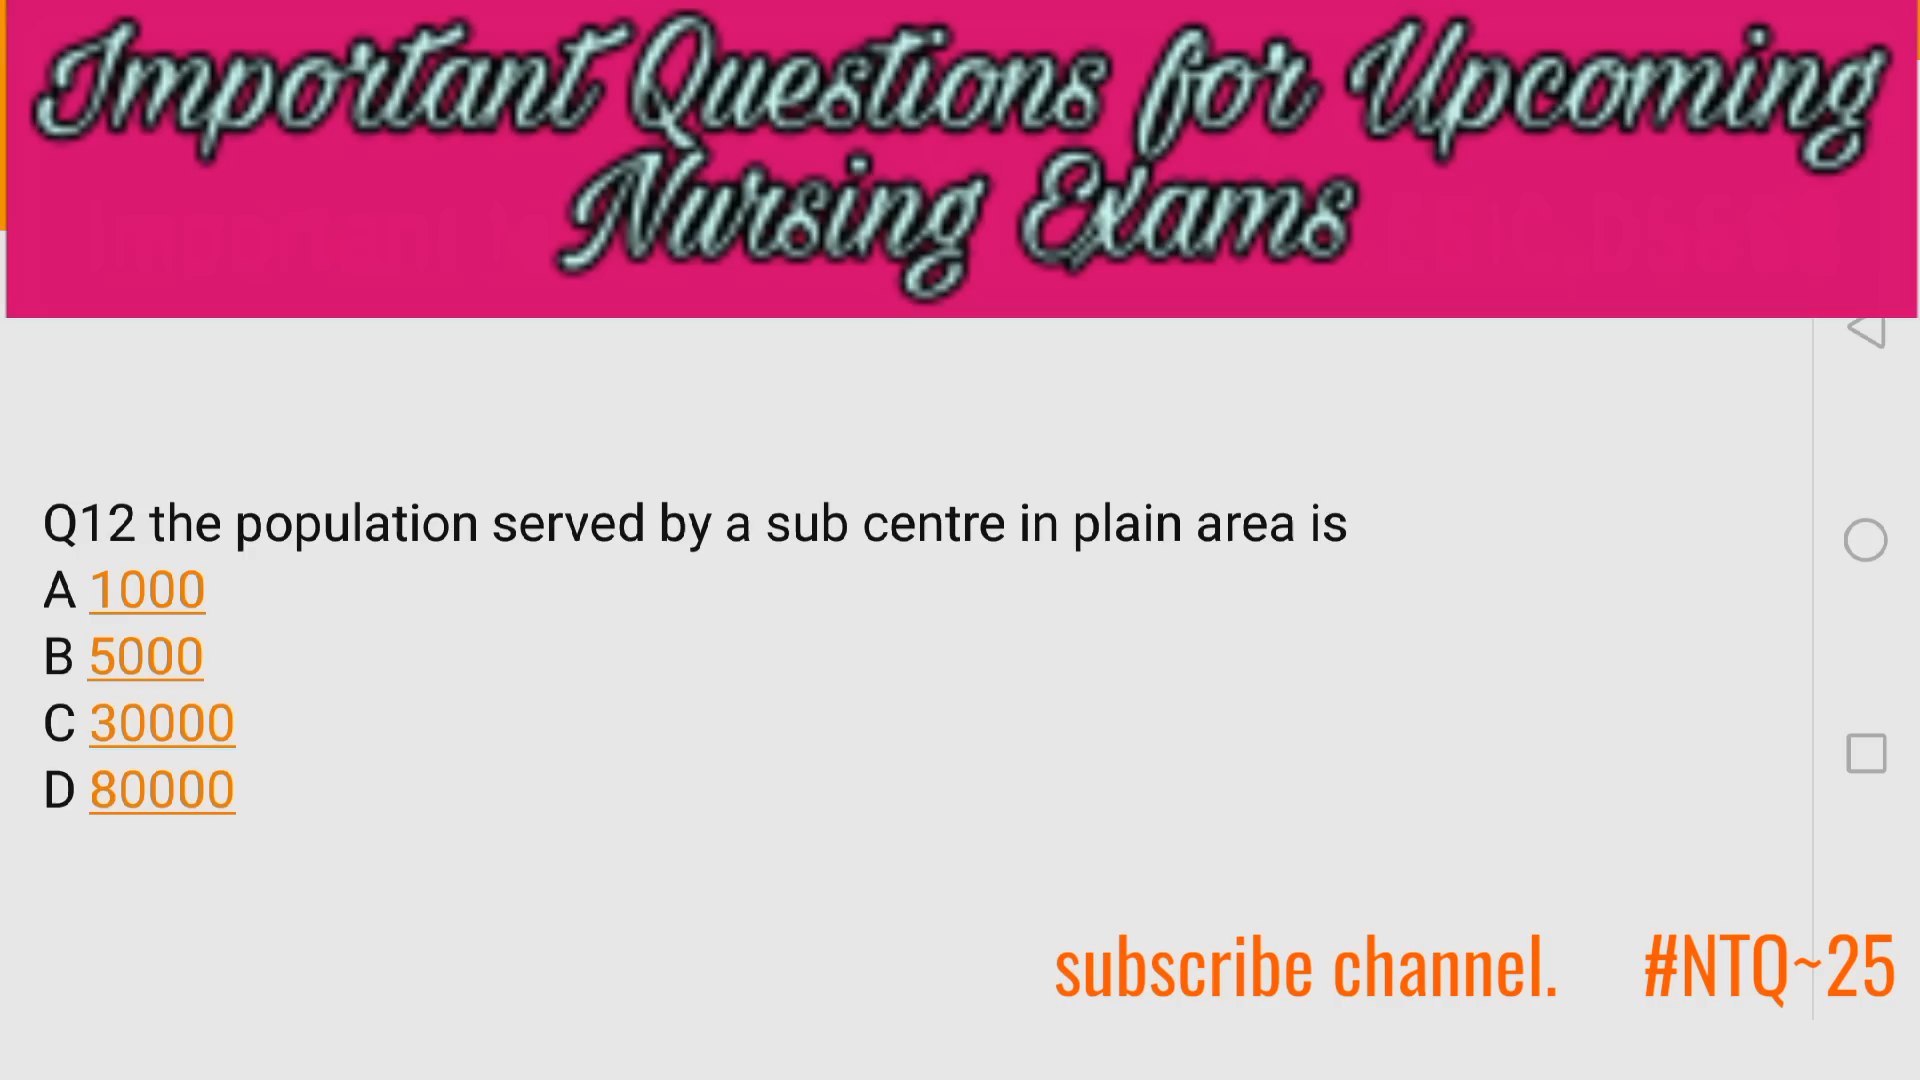 Important Questions for Upcoming
Nursing Exams
Q12 the population served by a sub centre in plain area is
A 1000
B 5000
C 30000
D 80000
subscribe channel. #NTQ~25